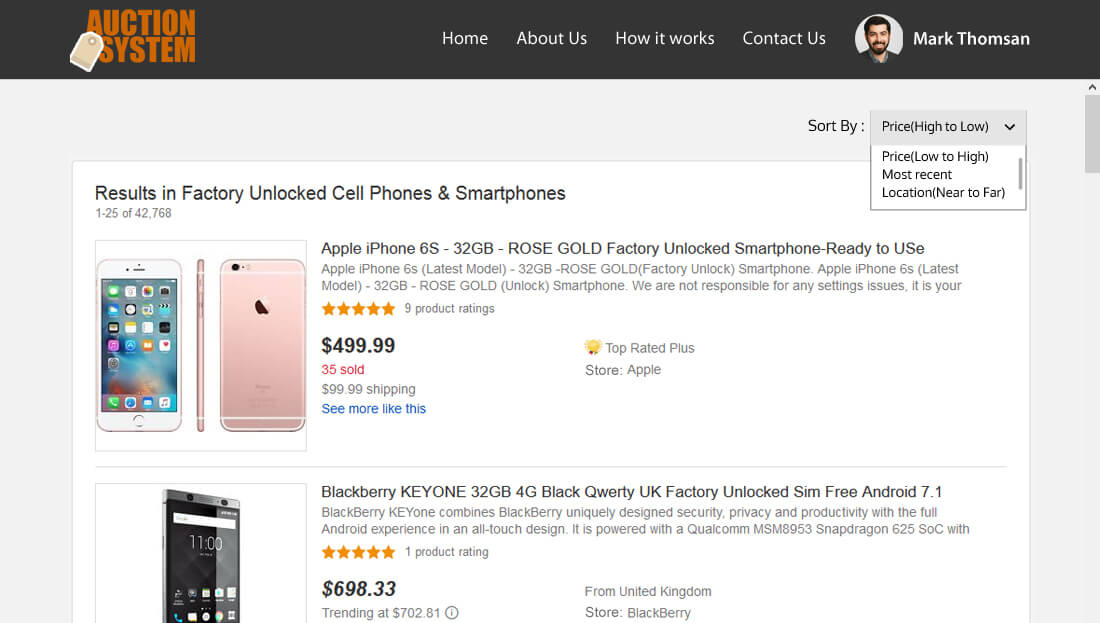 AUCTION
SYSTEM
Home About Us How it works Contact Us Mark Thomsan
Sort By : Price(High to Low)
Price(Low to High)
Most recent
Location(Near to Far)
Results in Factory Unlocked Cell Phones & Smartphones
1-25 of 42,768
Apple iPhone 6S - 32GB - ROSE GOLD Factory Unlocked Smartphone-Ready to USe
Apple iPhone 6s (Latest Model) - 32GB -ROSE GOLD(Factory Unlock) Smartphone. Apple iPhone 6s (Latest
Model) - 32GB - ROSE GOLD (Unlock) Smartphone. We are not responsible for any settings issues, it is your
9 product ratings
$499.99
35 sold
$99.99 shipping
See more like this
Top Rated Plus
Store: Apple
Blackberry KEYONE 32GB 4G Black Qwerty UK Factory Unlocked Sim Free Android 7.1
BlackBerry KEYone combines BlackBerry uniquely designed security, privacy and productivity with the full
Android experience in an all-touch design. It is powered with a Qualcomm MSM8953 Snapdragon 625 SoC with
1 product rating
11:00
$698.33
Trending at $702.81
From United Kingdom
Store: BlackBerry